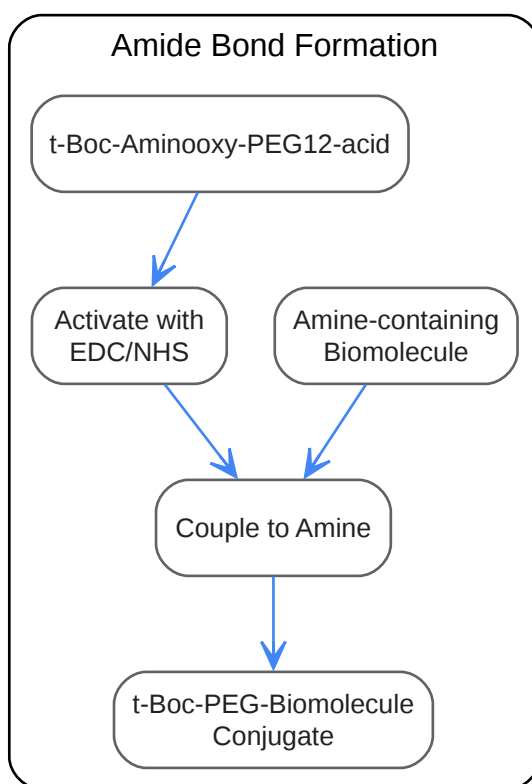 Amide Bond Formation
t-Boc-Aminooxy-PEG12-acid
Activate with
EDC/NHS
Amine-containing
Biomolecule
Couple to Amine
t-Boc-PEG-Biomolecule
Conjugate